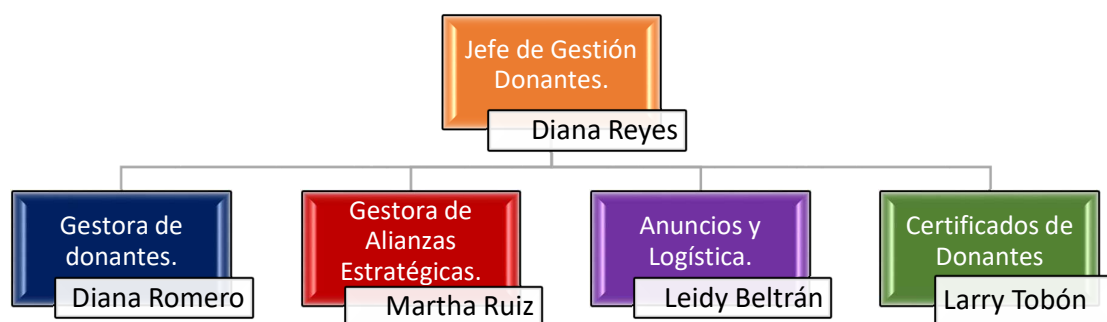 Jefe de Gestión
Donantes.
Diana Reyes
Gestora de
donantes.
Diana Romero
Gestora de
Alianzas
Estratégicas.
Martha Ruiz
Anuncios y
Logística.
Leidy Beltrán
Certificados de
Donantes
Larry Tobón